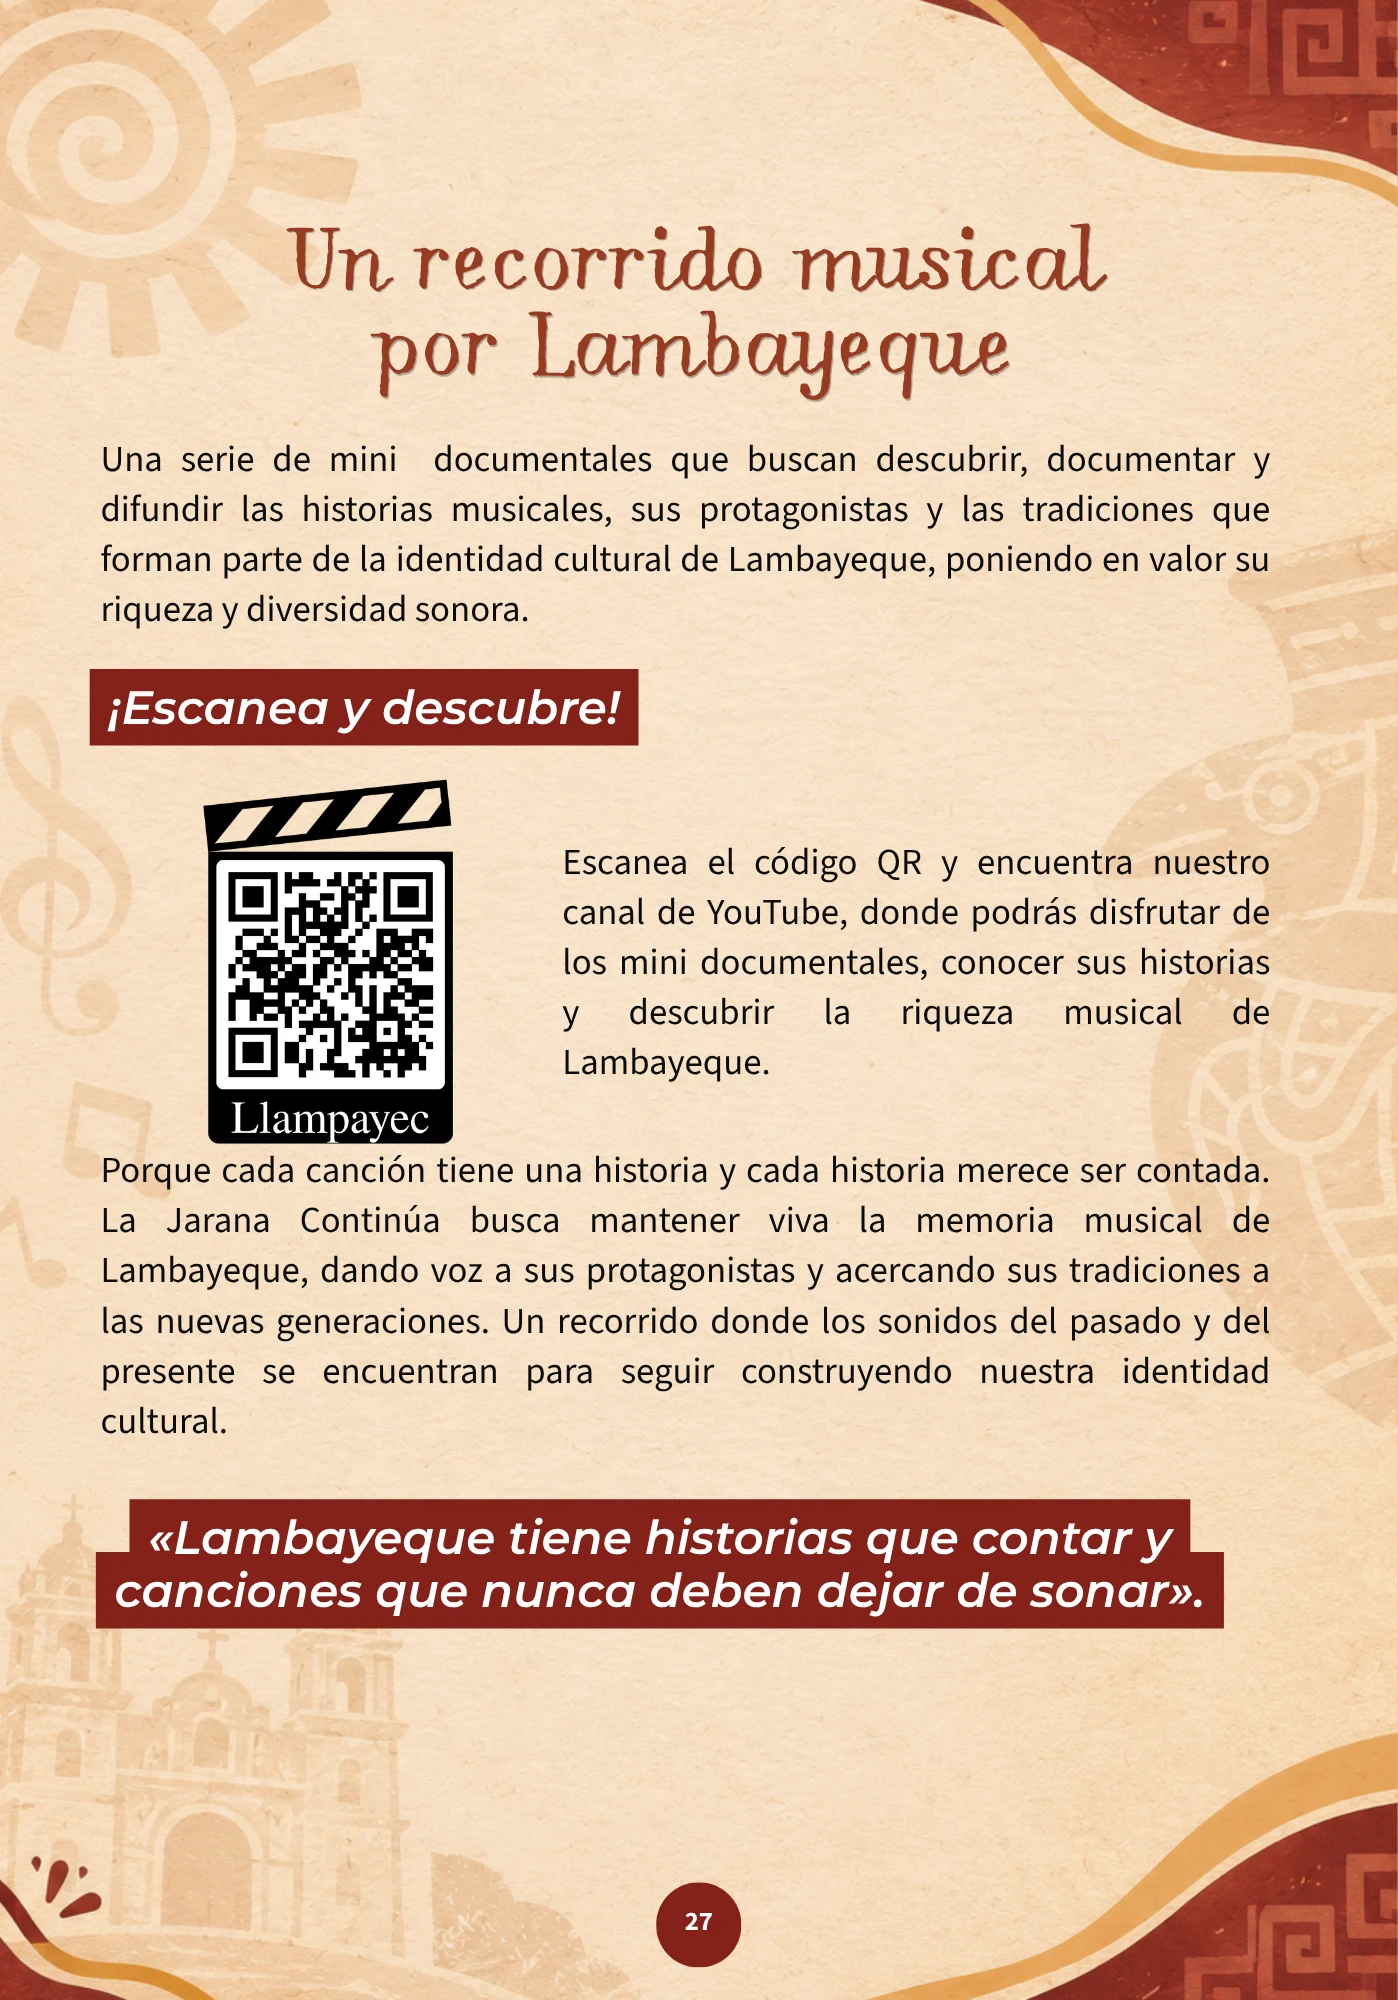 Un recorrido musical
por Lambayeque
Una serie de mini documentales que buscan descubrir, documentar y
difundir las historias musicales, sus protagonistas y las tradiciones que
forman parte de la identidad cultural de Lambayeque, poniendo en valor su
riqueza y diversidad sonora.
¡Escanea y descubre!
Escanea el código QR y encuentra nuestro
canal de YouTube, donde podrás disfrutar de
los mini documentales, conocer sus historias
y descubrir la riqueza musical de
Lambayeque.
Llampayec
Porque cada canción tiene una historia y cada historia merece ser contada.
La Jarana Continúa busca mantener viva la memoria musical de
Lambayeque, dando voz a sus protagonistas y acercando sus tradiciones a
las nuevas generaciones. Un recorrido donde los sonidos del pasado y del
presente se encuentran para seguir construyendo nuestra identidad
cultural.
«Lambayeque tiene historias que contar y
canciones que nunca deben dejar de sonar».
27